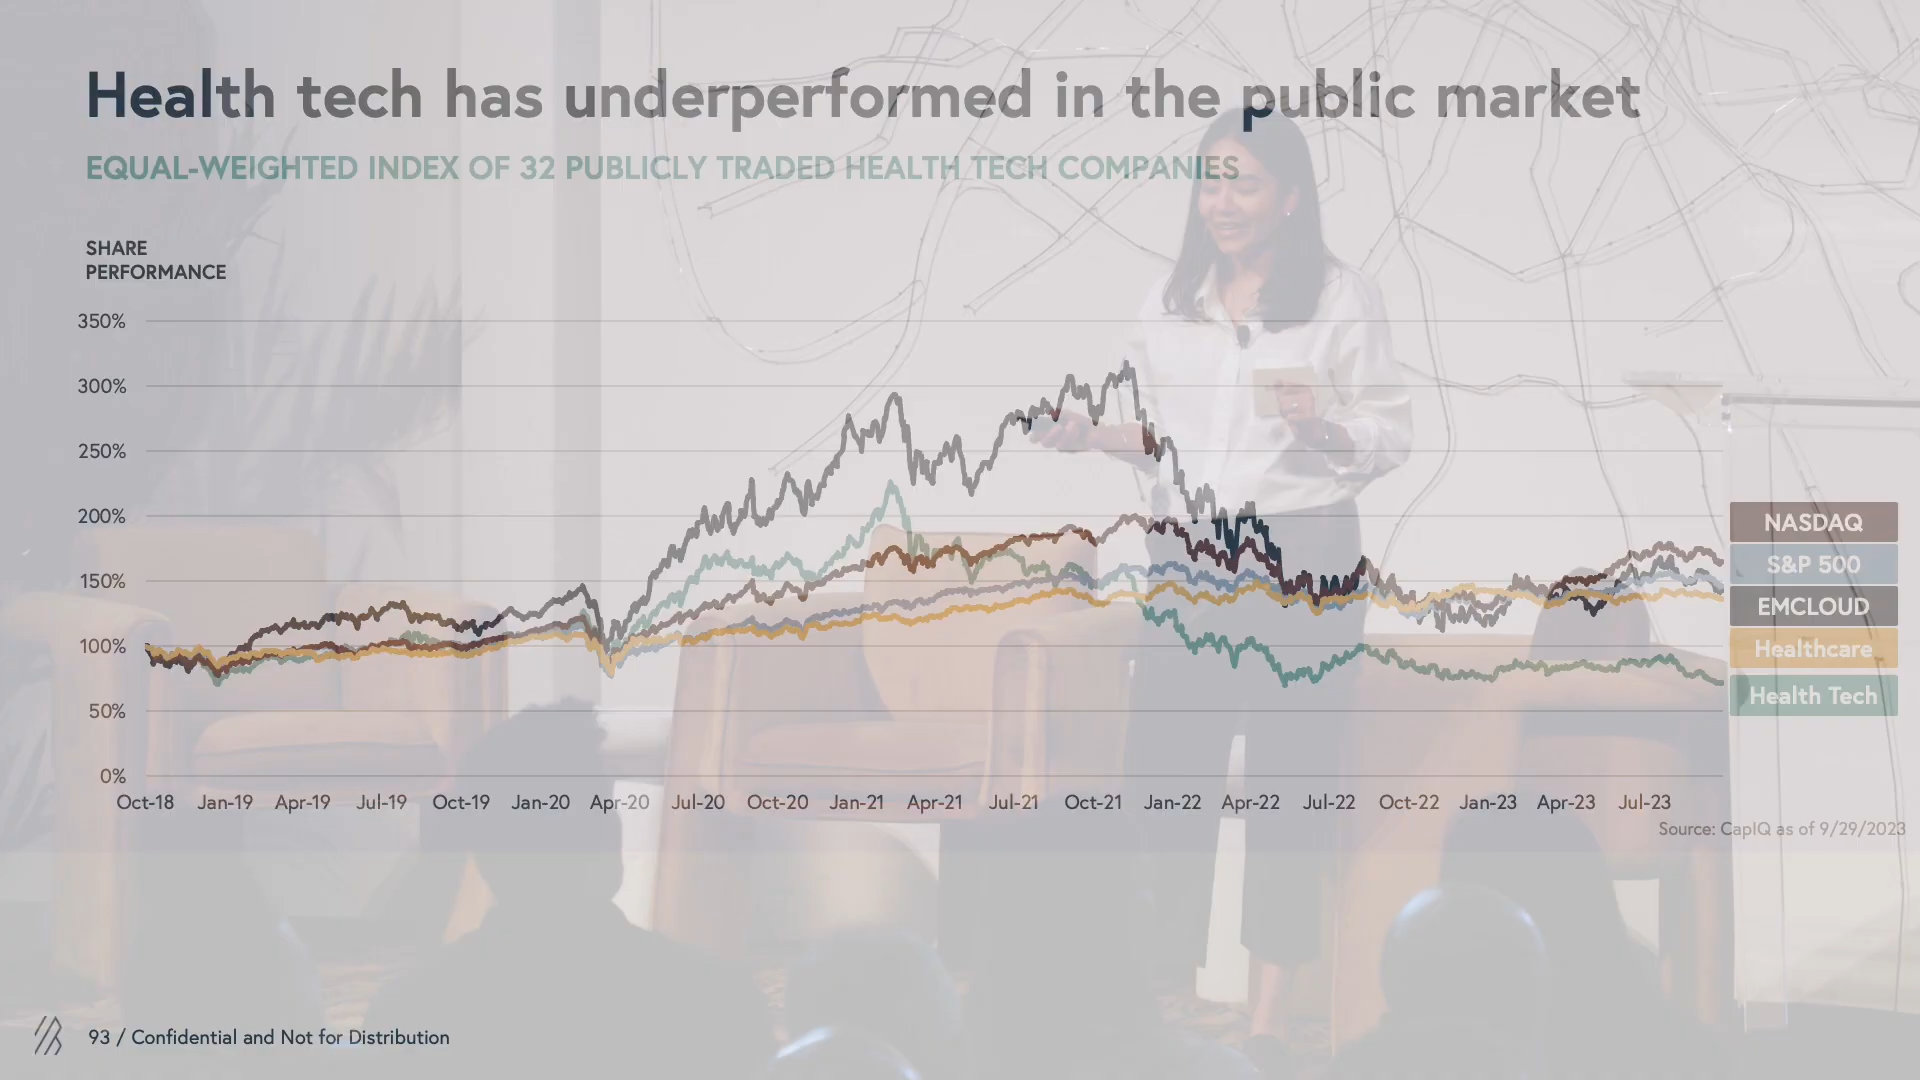 Health tech has underperformed in the public market
EQUAL-WEIGHTED INDEX OF 32 PUBLICLY TRADED HEALTH TECH COMPANIES
SHARE
PERFORMANCE
350%
300%
250%
200%
150%
100%
50%
0%
Oct-18 Jan-19 Apr-19 Jul-19 Oct-19 Jan-20 Apr-20 Jul-20 Oct-20 Jan-21 Apr-21 Jul-21 Oct-21 Jan-22 Apr-22 Jul-22 Oct-22 Jan-23 Apr-23 Jul-23
NASDAQ
S&P 500
EMCLOUD
Healthcare
Health Tech
Source: CapIQ as of 9/29/2023
93 / Confidential and Not for Distribution